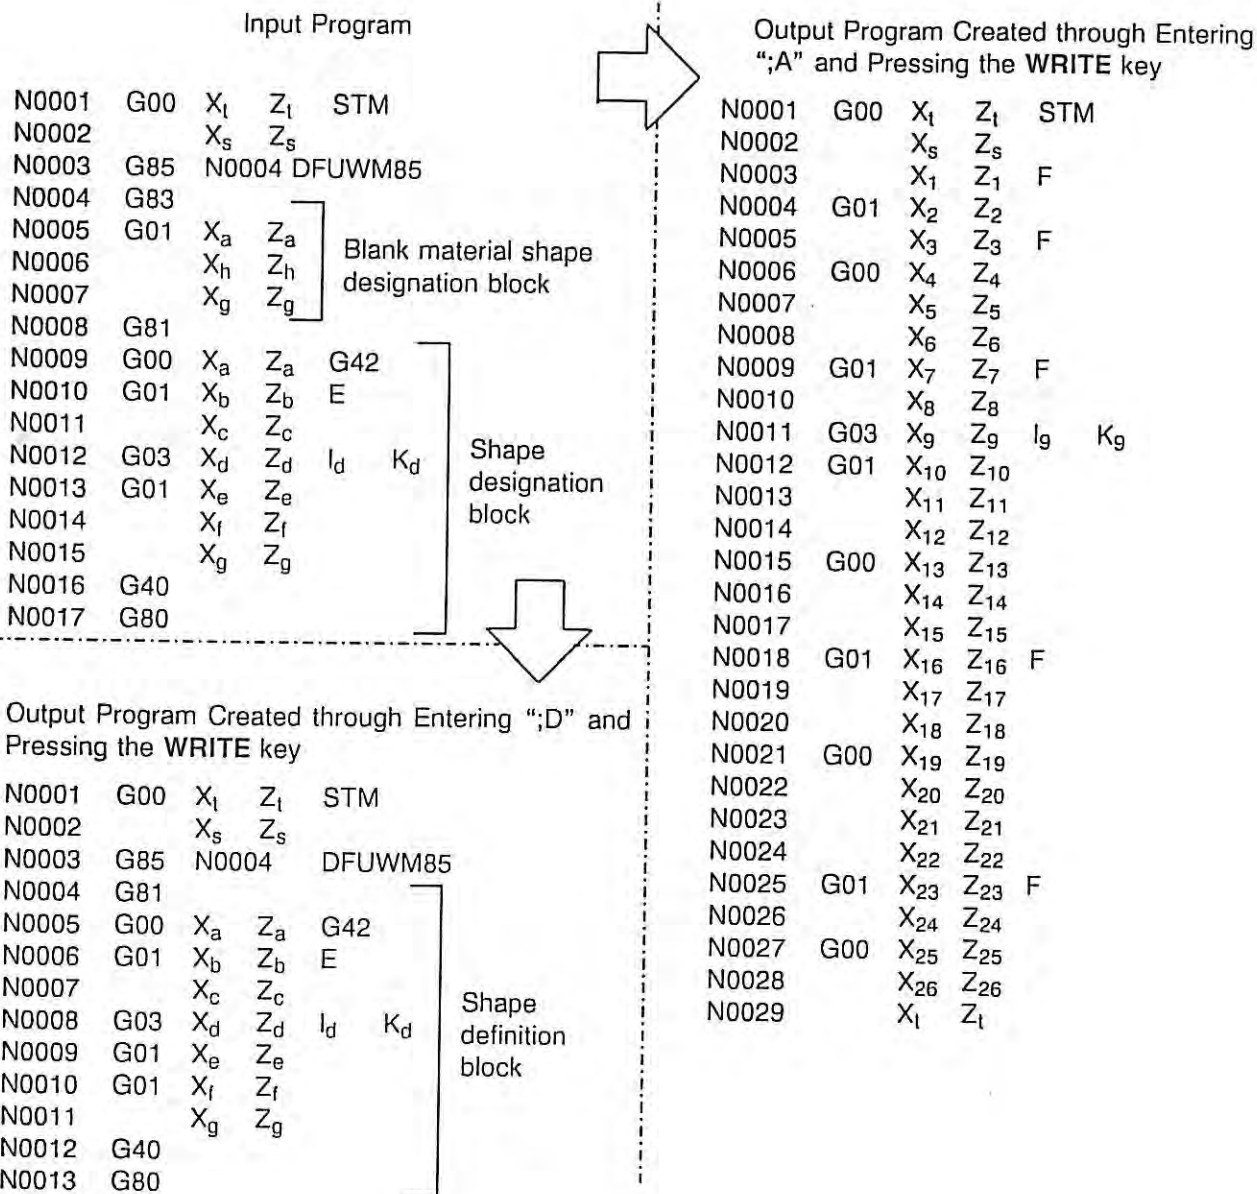 Input Program
N0001 G00 Xt Zt STM
N0002 Xs Zs
N0003 G85 N0004 DFUWM85
N0004 G83
N0005 G01 Xa Za
N0006 Xh Zh
N0007 Xg Zg
Blank material shape
designation block
N0008 G81
N0009 G00 Xa Za G42
N0010 G01 Xb Zb E
N0011 Xc Zc
N0012 G03 Xd Zd Id Kd
N0013 G01 Xe Ze
N0014 Xf Zf
N0015 Xg Zg
N0016 G40
N0017 G80
Shape
designation
block
Output Program Created through Entering ";D" and
Pressing the WRITE key
N0001 G00 Xt Zt STM
N0002 Xs Zs
N0003 G85 N0004 DFUWM85
N0004 G81
N0005 G00 Xa Za G42
N0006 G01 Xb Zb E
N0007 Xc Zc
N0008 G03 Xd Zd Id Kd
N0009 G01 Xe Ze
N0010 G01 Xf Zf
N0011 Xg Zg
N0012 G40
N0013 G80
Shape
definition
block
Output Program Created through Entering
";A" and Pressing the WRITE key
N0001 G00 Xt Zt STM
N0002 Xs Zs
N0003 X1 Z1 F
N0004 G01 X2 Z2
N0005 X3 Z3 F
N0006 G00 X4 Z4
N0007 X5 Z5
N0008 X6 Z6
N0009 G01 X7 Z7 F
N0010 X8 Z8
N0011 G03 X9 Z9 Ig Kg
N0012 G01 X10 Z10
N0013 X11 Z11
N0014 X12 Z12
N0015 G00 X13 Z13
N0016 X14 Z14
N0017 X15 Z15
N0018 G01 X16 Z16 F
N0019 X17 Z17
N0020 X18 Z18
N0021 G00 X19 Z19
N0022 X20 Z20
N0023 X21 Z21
N0024 X22 Z22
N0025 G01 X23 Z23 F
N0026 X24 Z24
N0027 G00 X25 Z25
N0028 X26 Z26
N0029 Xt Zt